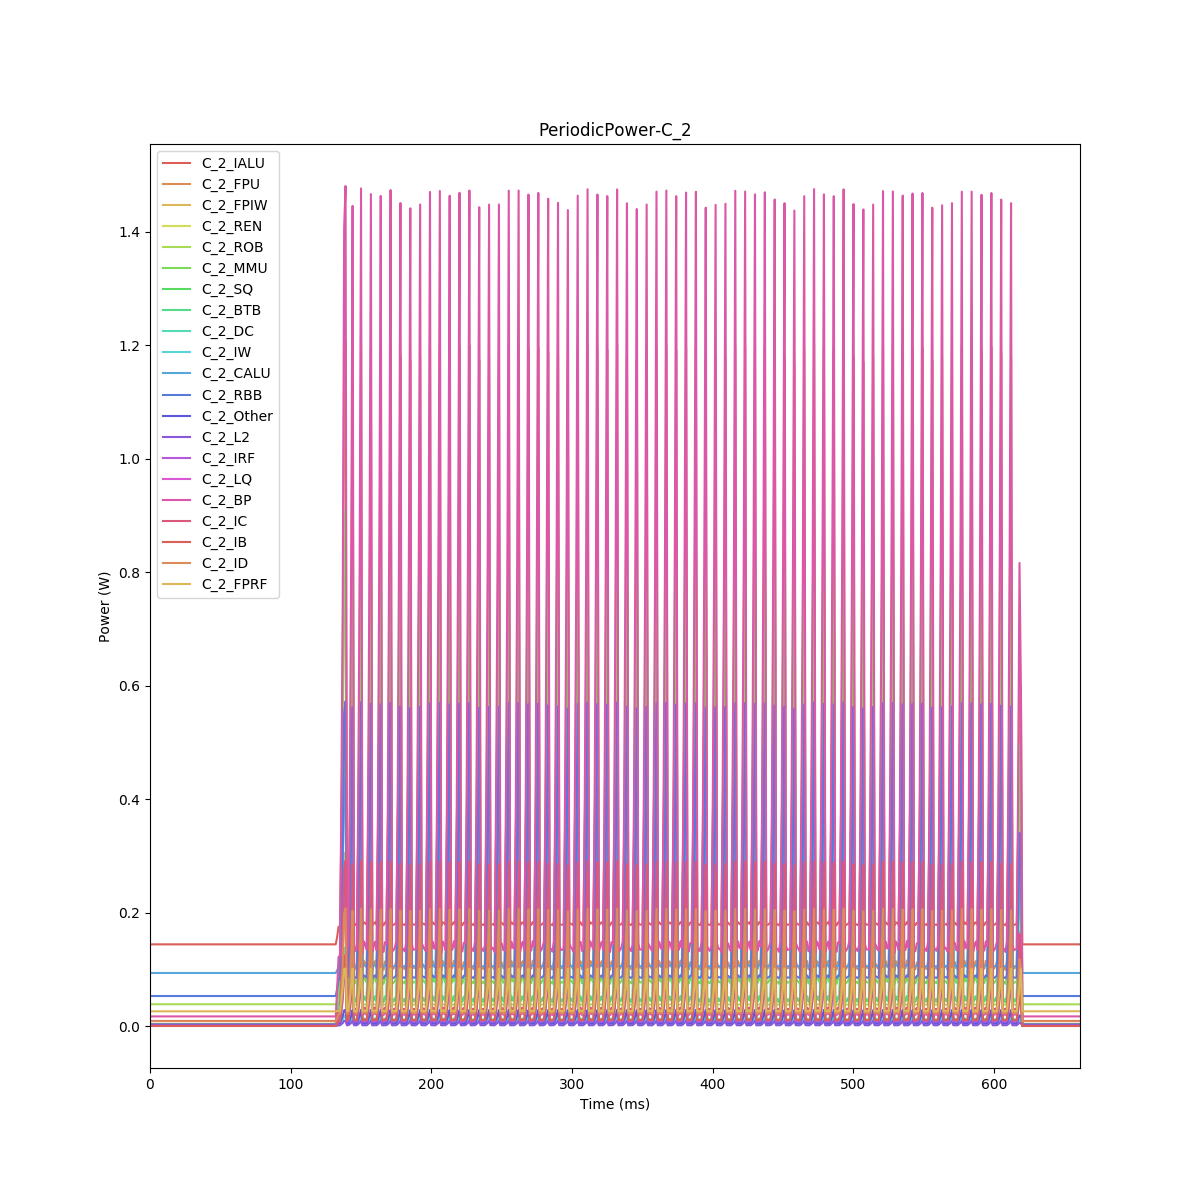 PeriodicPower-C_2
C_2_IALU
C_2_FPU
C_2_FPIW
C_2_REN
C_2_ROB
C_2_MMU
C_2_SQ
C_2_BTB
C_2_DC
C_2_IW
C_2_CALU
C_2_RBB
C_2_Other
C_2_L2
C_2_IRF
C_2_LQ
C_2_BP
C_2_IC
C_2_IB
C_2_ID
C_2_FPRF
Power (W)
1.4
1.2
1.0
0.8
0.6
0.4
0.2
0.0
0 100 200 300 400 500 600
Time (ms)